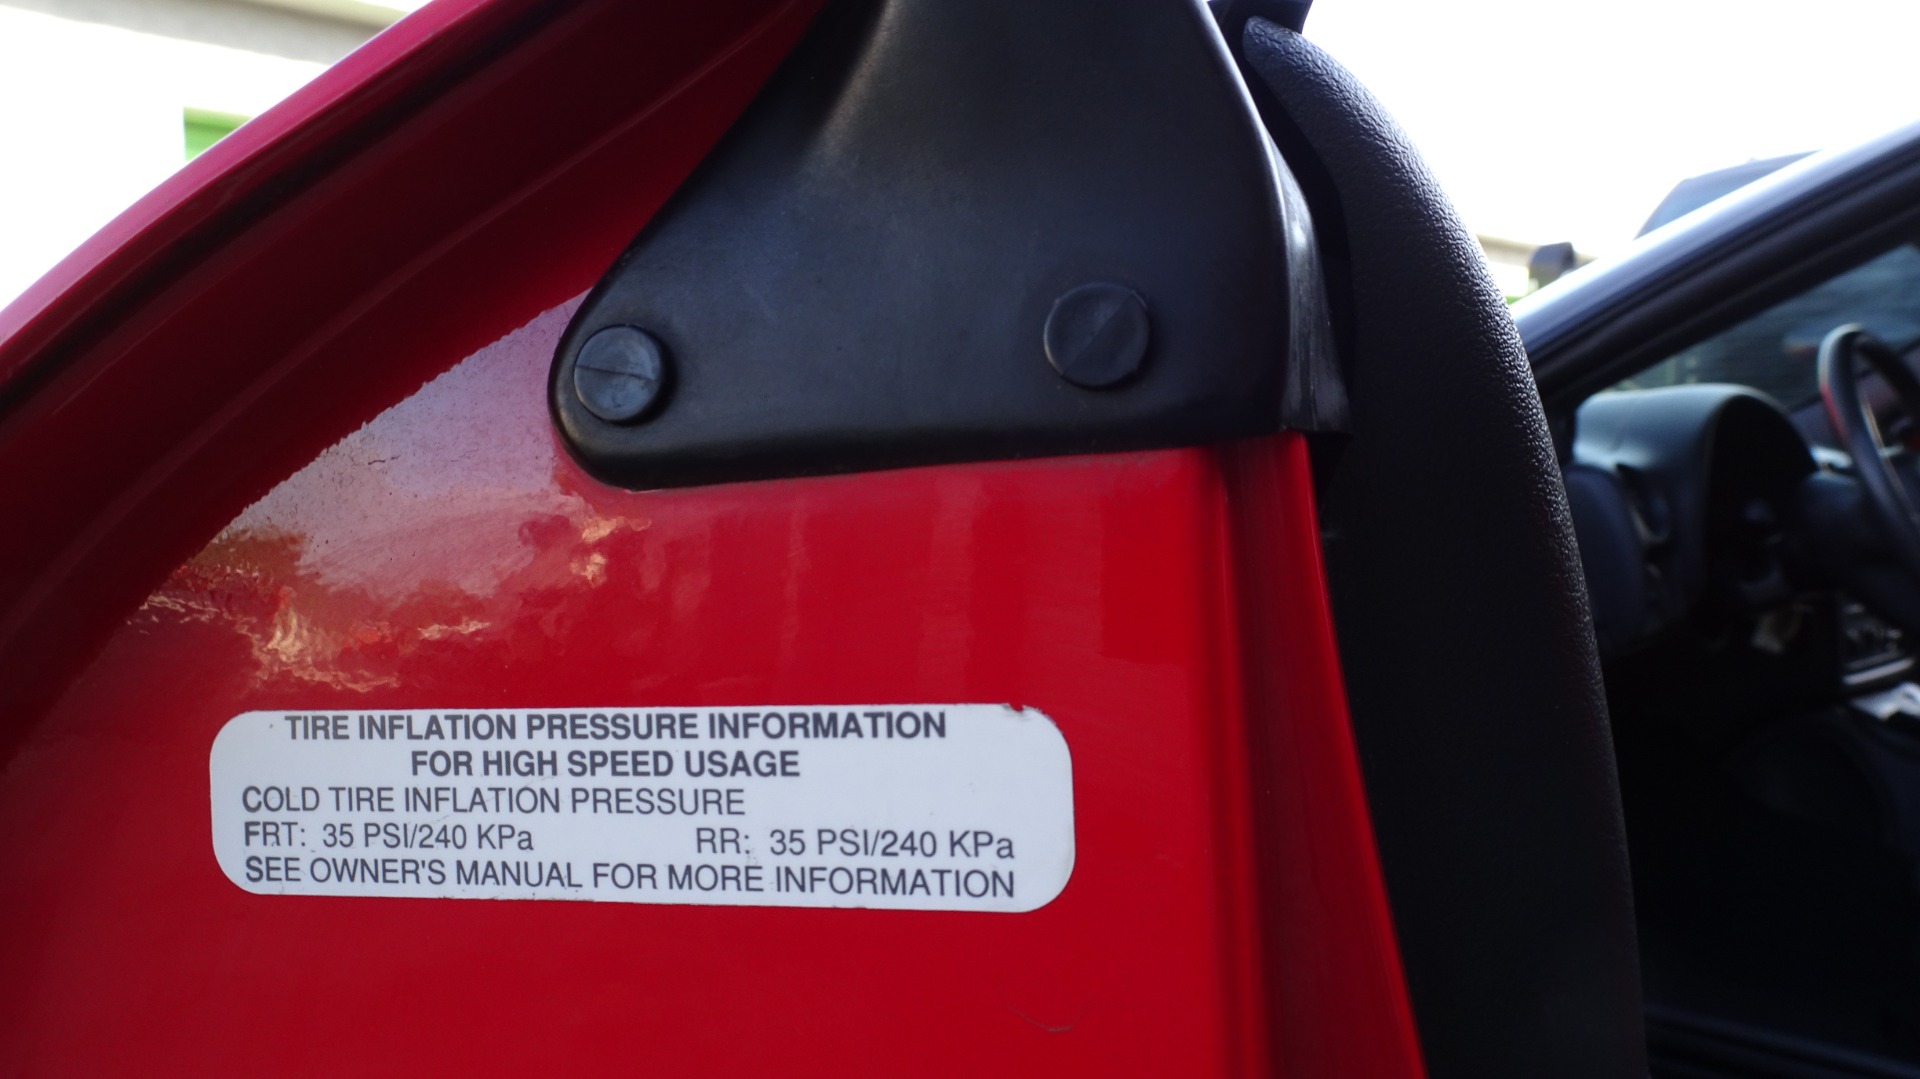 TIRE INFLATION PRESSURE INFORMATION
FOR HIGH SPEED USAGE
COLD TIRE INFLATION PRESSURE
FRT: 35 PSI/240 KPa RR: 35 PSI/240 KPa
SEE OWNER'S MANUAL FOR MORE INFORMATION